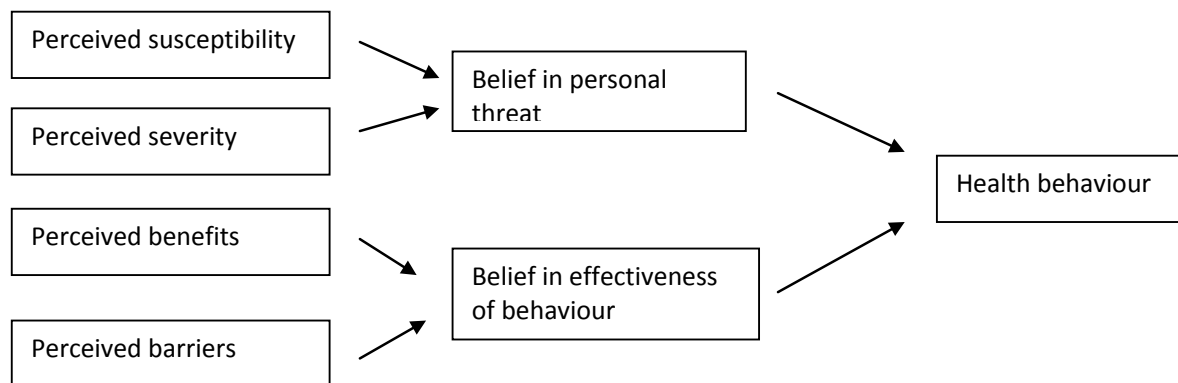 Perceived susceptibility
Perceived severity
Perceived benefits
Perceived barriers
Belief in personal
threat
Belief in effectiveness
of behaviour
Health behaviour